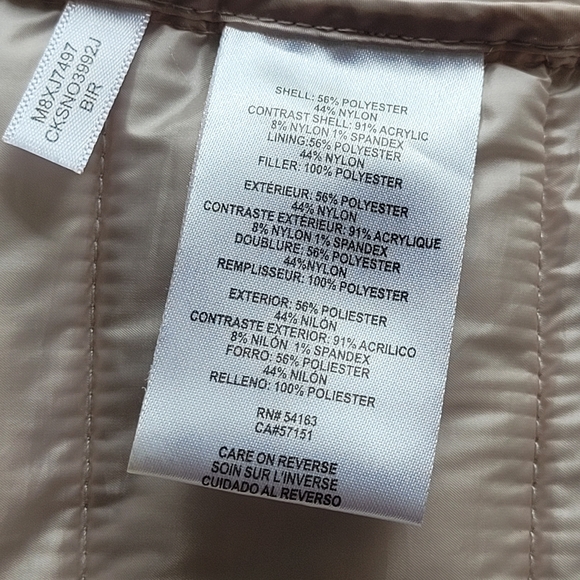 M8XJ7497
CKSNO3992J
BIR
SHELL: 56% POLYESTER
44% NYLON
CONTRAST SHELL: 91% ACRYLIC
8% NYLON 1% SPANDEX
LINING:56% POLYESTER
44% NYLON
FILLER: 100% POLYESTER
EXTÉRIEUR: 56% POLYESTER
44% NYLON
CONTRASTE EXTÉRIEUR: 91% ACRYLIQUE
8% NYLON 1% SPANDEX
DOUBLURE: 56% POLYESTER
44%NYLON
REMPLISSEUR: 100% POLYESTER
EXTERIOR: 56% POLIESTER
44% NILÓN
CONTRASTE EXTERIOR: 91% ACRILICO
8% NILÓN 1% SPANDEX
FORRO: 56% POLIESTER
44% NILÓN
RELLENO: 100% POLIESTER
RN# 54163
CA#57151
CARE ON REVERSE
SOIN SUR L'INVERSE
CUIDADO AL REVERSO